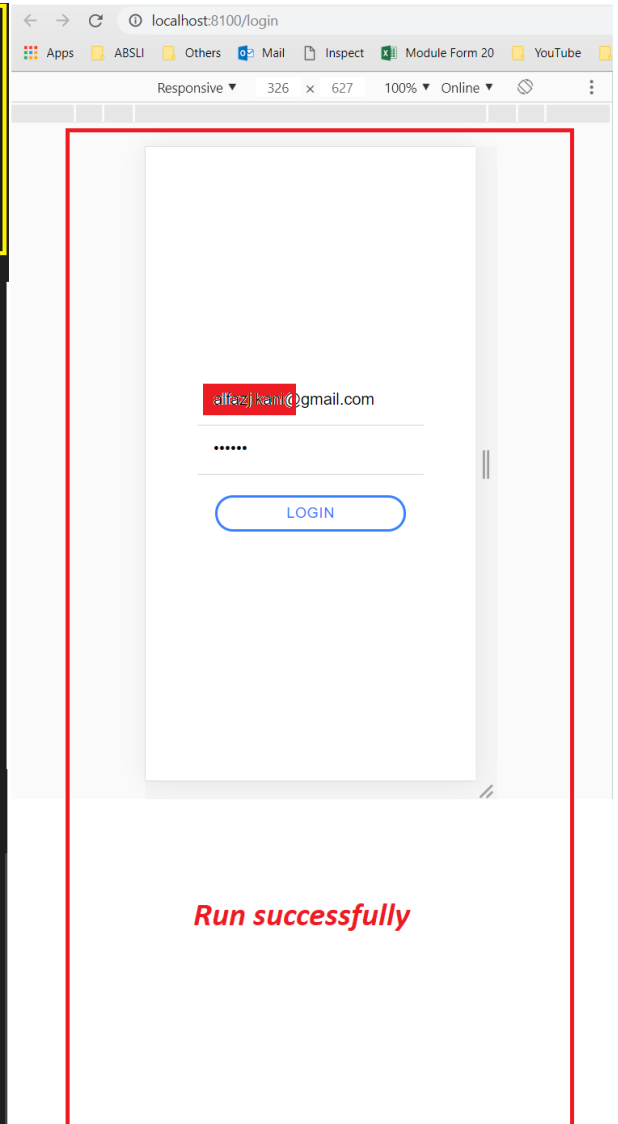 localhost:8100/login
Apps ABSLI Others Mail Inspect Module Form 20 YouTube
Responsive ▼ 326 x 627 100% ▼ Online ▼
@gmail.com
••••••
LOGIN
Run successfully